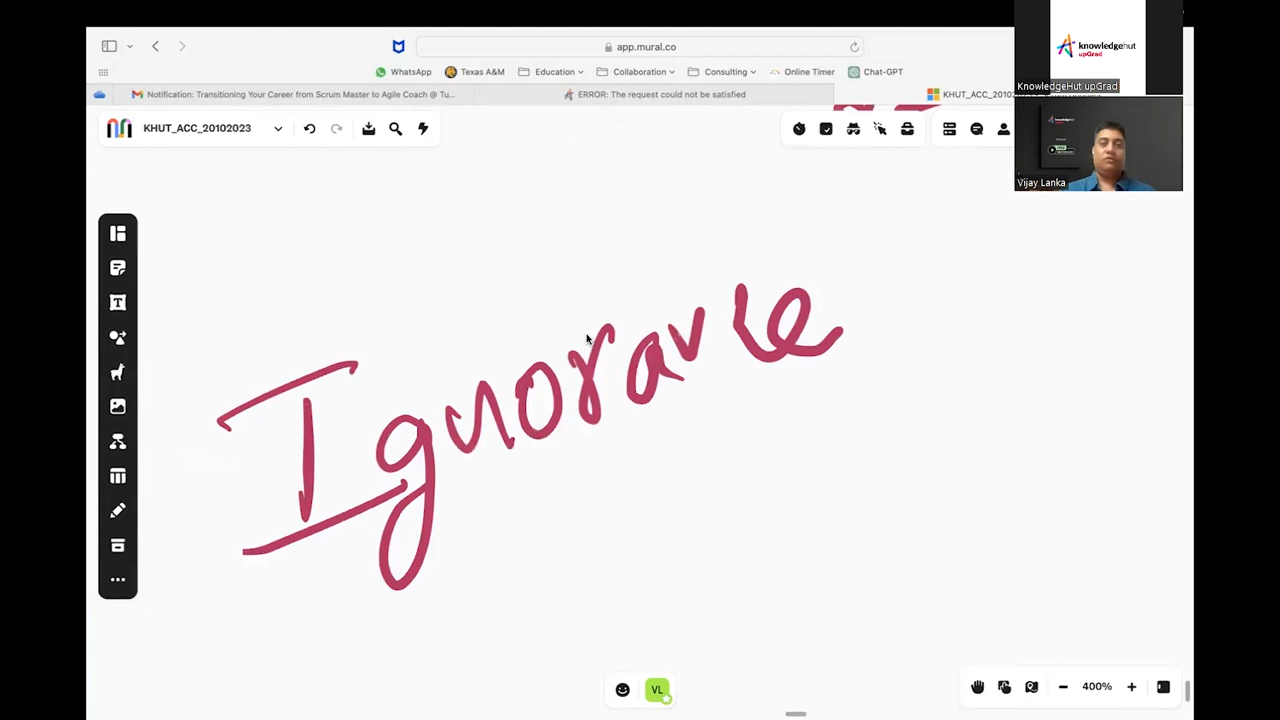 knowledgehut
upGrad
KnowledgeHut upGrad
app.mural.co
WhatsApp Texas A&M Education Collaboration Consulting Online Timer Chat-GPT
Notification: Transitioning Your Career from Scrum Master to Agile Coach @ Tu... ERROR: The request could not be satisfied KHUT_ACC_2010
KHUT_ACC_20102023
Vijay Lanka
Ignorance
VL
400%